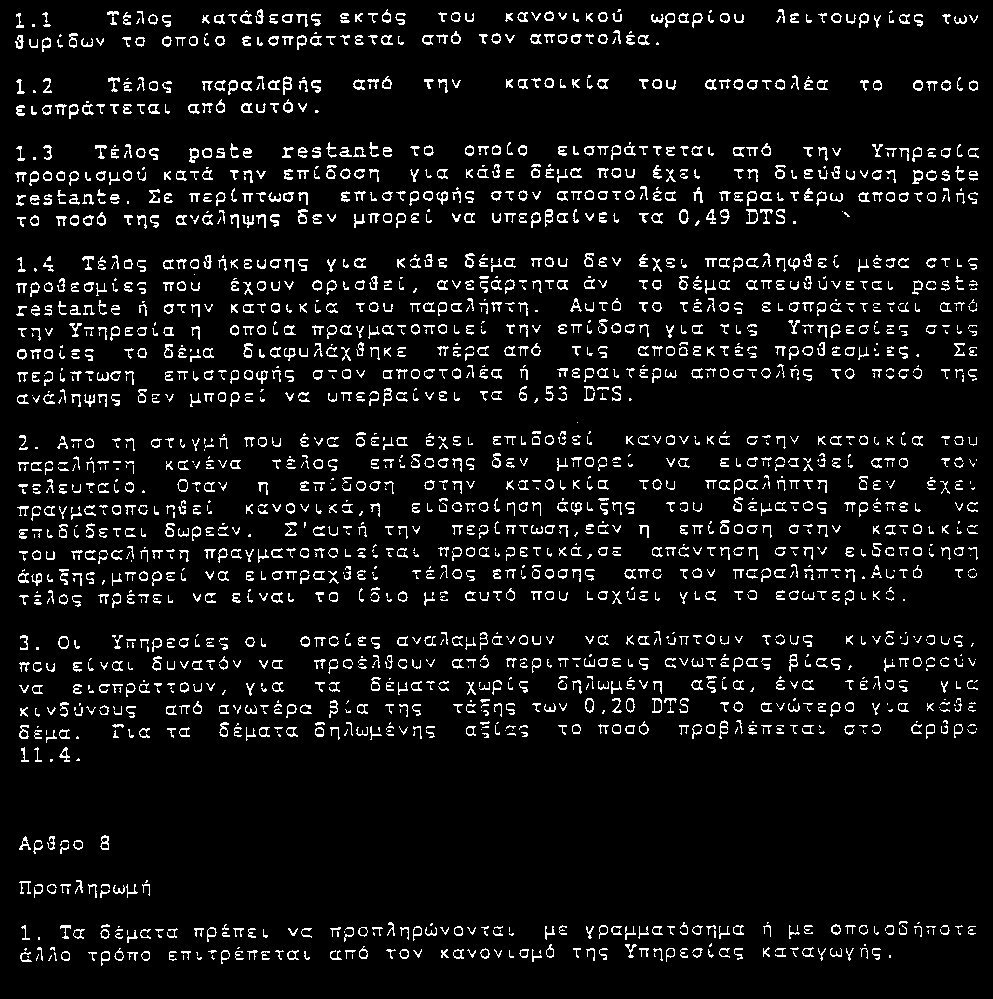 1.1 Τέλος κατάθεσης εκτός του κανονικού ωραρίου λειτουργίας των
θυρίδων το οποίο εισπράττεται από τον αποστολέα.
1.2 Τέλος παραλαβής από την κατοικία του αποστολέα το οποίο
εισπράττεται από αυτόν.
1.3 Τέλος poste restante το οποίο εισπράττεται από την Υπηρεσία
προορισμού κατά την επίδοση για κάθε δέμα που έχει τη διεύθυνση poste
restante. Σε περίπτωση επιστροφής στον αποστολέα ή περαιτέρω αποστολής
το ποσό της ανάληψης δεν μπορεί να υπερβαίνει τα 0,49 DTS.
1.4 Τέλος αποθήκευσης για κάθε δέμα που δεν έχει παραληφθεί μέσα στις
προθεσμίες που έχουν ορισθεί, ανεξάρτητα άν το δέμα απευθύνεται poste
restante ή στην κατοικία του παραλήπτη. Αυτό το τέλος εισπράττεται από
την Υπηρεσία η οποία πραγματοποιεί την επίδοση για τις Υπηρεσίες στις
οποίες το δέμα διαφυλάχθηκε πέρα από τις αποδεκτές προθεσμίες. Σε
περίπτωση επιστροφής στον αποστολέα ή περαιτέρω αποστολής το ποσό της
ανάληψης δεν μπορεί να υπερβαίνει τα 6,53 DTS.
2. Απο τη στιγμή που ένα δέμα έχει επιδοθεί κανονικά στην κατοικία του
παραλήπτη κανένα τέλος επίδοσης δεν μπορεί να εισπραχθεί απο τον
τελευταίο. Οταν η επίδοση στην κατοικία του παραλήπτη δεν έχει
πραγματοποιηθεί κανονικά,η ειδοποίηση άφιξης του δέματος πρέπει να
επιδίδεται δωρεάν. Σ'αυτή την περίπτωση,εάν η επίδοση στην κατοικία
του παραλήπτη πραγματοποιείται προαιρετικά,σε απάντηση στην ειδοποίηση
άφιξης,μπορεί να εισπραχθεί τέλος επίδοσης απο τον παραλήπτη.Αυτό το
τέλος πρέπει να είναι το ίδιο με αυτό που ισχύει για το εσωτερικό.
3. Οι Υπηρεσίες οι οποίες αναλαμβάνουν να καλύπτουν τους κινδύνους,
που είναι δυνατόν να προέλθουν από περιπτώσεις ανωτέρας βίας, μπορούν
να εισπράττουν, για τα δέματα χωρίς δηλωμένη αξία, ένα τέλος για
κινδύνους από ανωτέρα βία της τάξης των 0,20 DTS το ανώτερο για κάθε
δέμα. Για τα δέματα δηλωμένης αξίας το ποσό προβλέπεται στο άρθρο
11.4.
Αρθρο 8
Προπληρωμή
1. Τα δέματα πρέπει να προπληρώνονται με γραμματόσημα ή με οποιοδήποτε
άλλο τρόπο επιτρέπεται από τον κανονισμό της Υπηρεσίας καταγωγής.